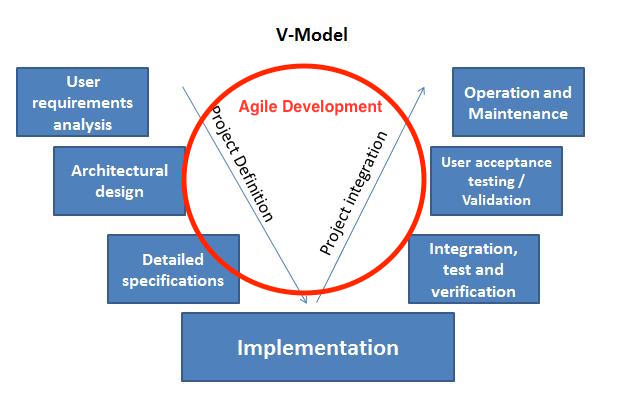 V-Model
User
requirements
analysis
Agile Development
Operation and
Maintenance
Project Definition
Project integration
Architectural
design
User acceptance
testing /
Validation
Detailed
specifications
Integration,
test and
verification
Implementation